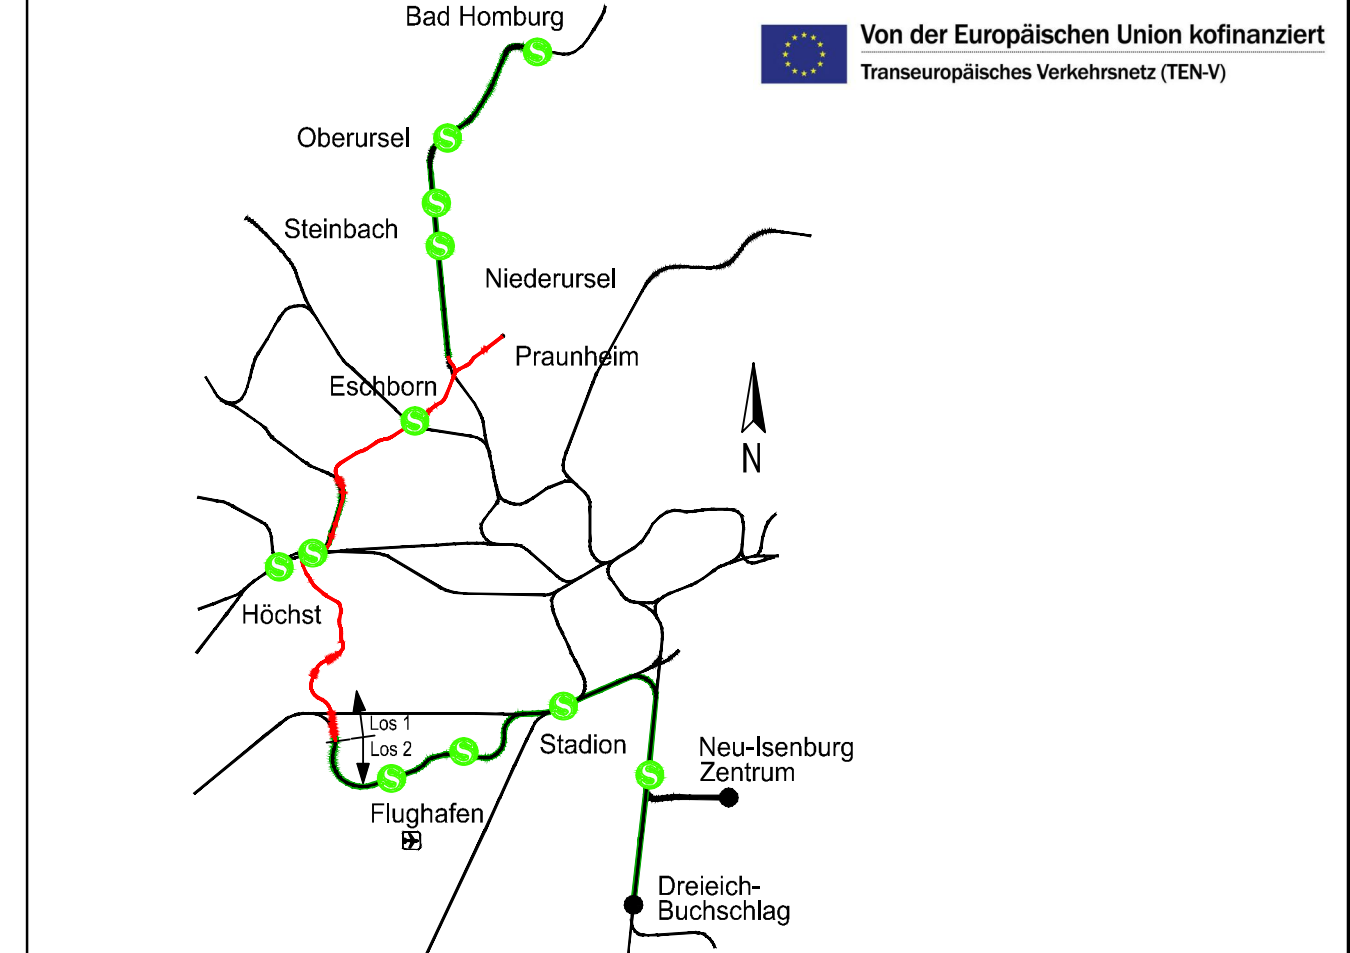 Bad Homburg
Von der Europäischen Union kofinanziert
Transeuropäisches Verkehrsnetz (TEN-V)
Oberursel
S
S
S
S
Steinbach
Niederursel
Praunheim
Eschborn
S
N
S
S
Höchst
Los 1
Los 2
S
Stadion
S
S
S
Neu-Isenburg
Zentrum
Flughafen
Dreieich-
Buchschlag